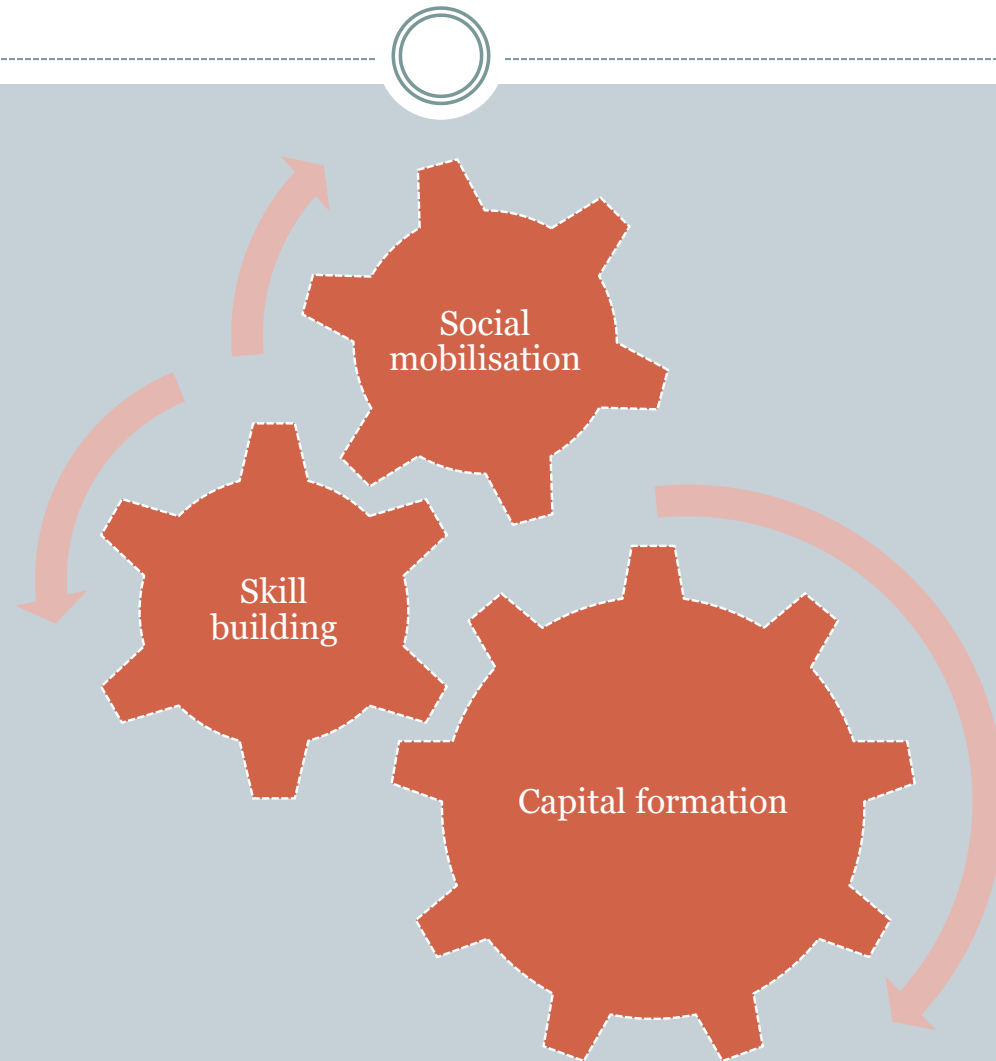 Social
mobilisation
Skill
building
Capital formation